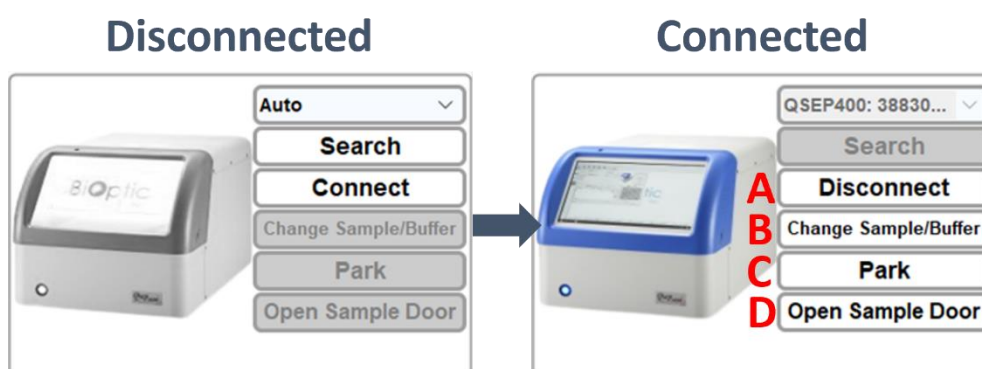 Disconnected
Auto
Search
Connect
Change Sample/Buffer
Park
Open Sample Door
BiOptic
Connected
QSEP400: 38830...
Search
A Disconnect
B Change Sample/Buffer
C Park
D Open Sample Door